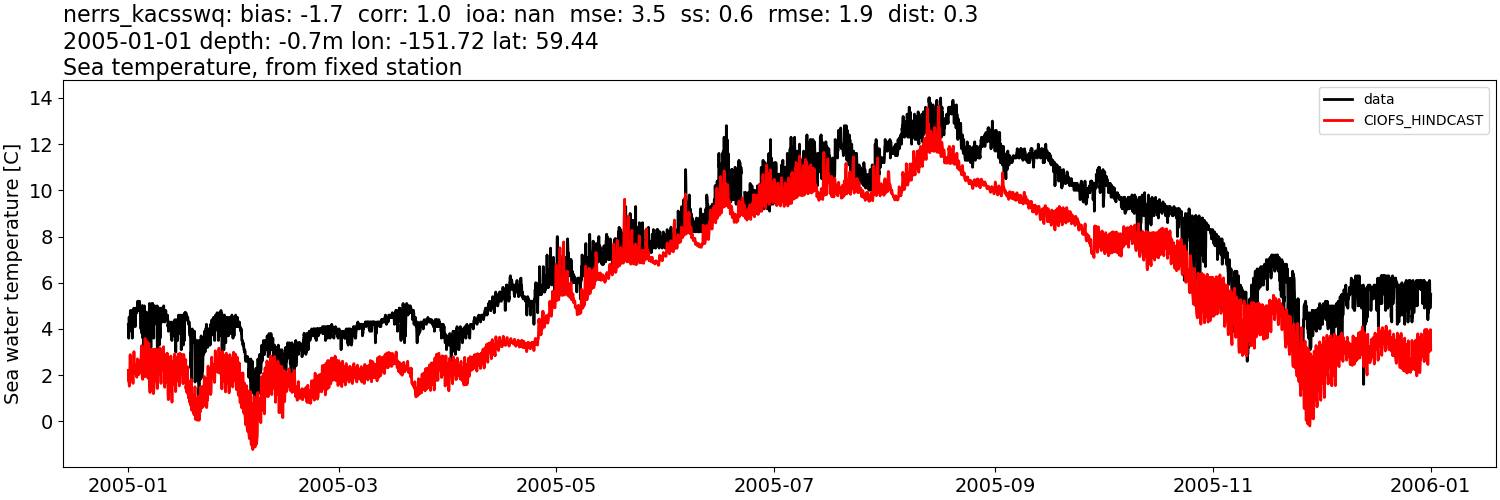 nerrs_kacsswq: bias: -1.7  corr: 1.0  ioa: nan  mse: 3.5  ss: 0.6  rmse: 1.9  dist: 0.3
2005-01-01 depth: -0.7m lon: -151.72 lat: 59.44
Sea temperature, from fixed station
data
CIOFS_HINDCAST
Sea water temperature [C]
14
12
10
8
6
4
2
0
2005-01
2005-03
2005-05
2005-07
2005-09
2005-11
2006-01